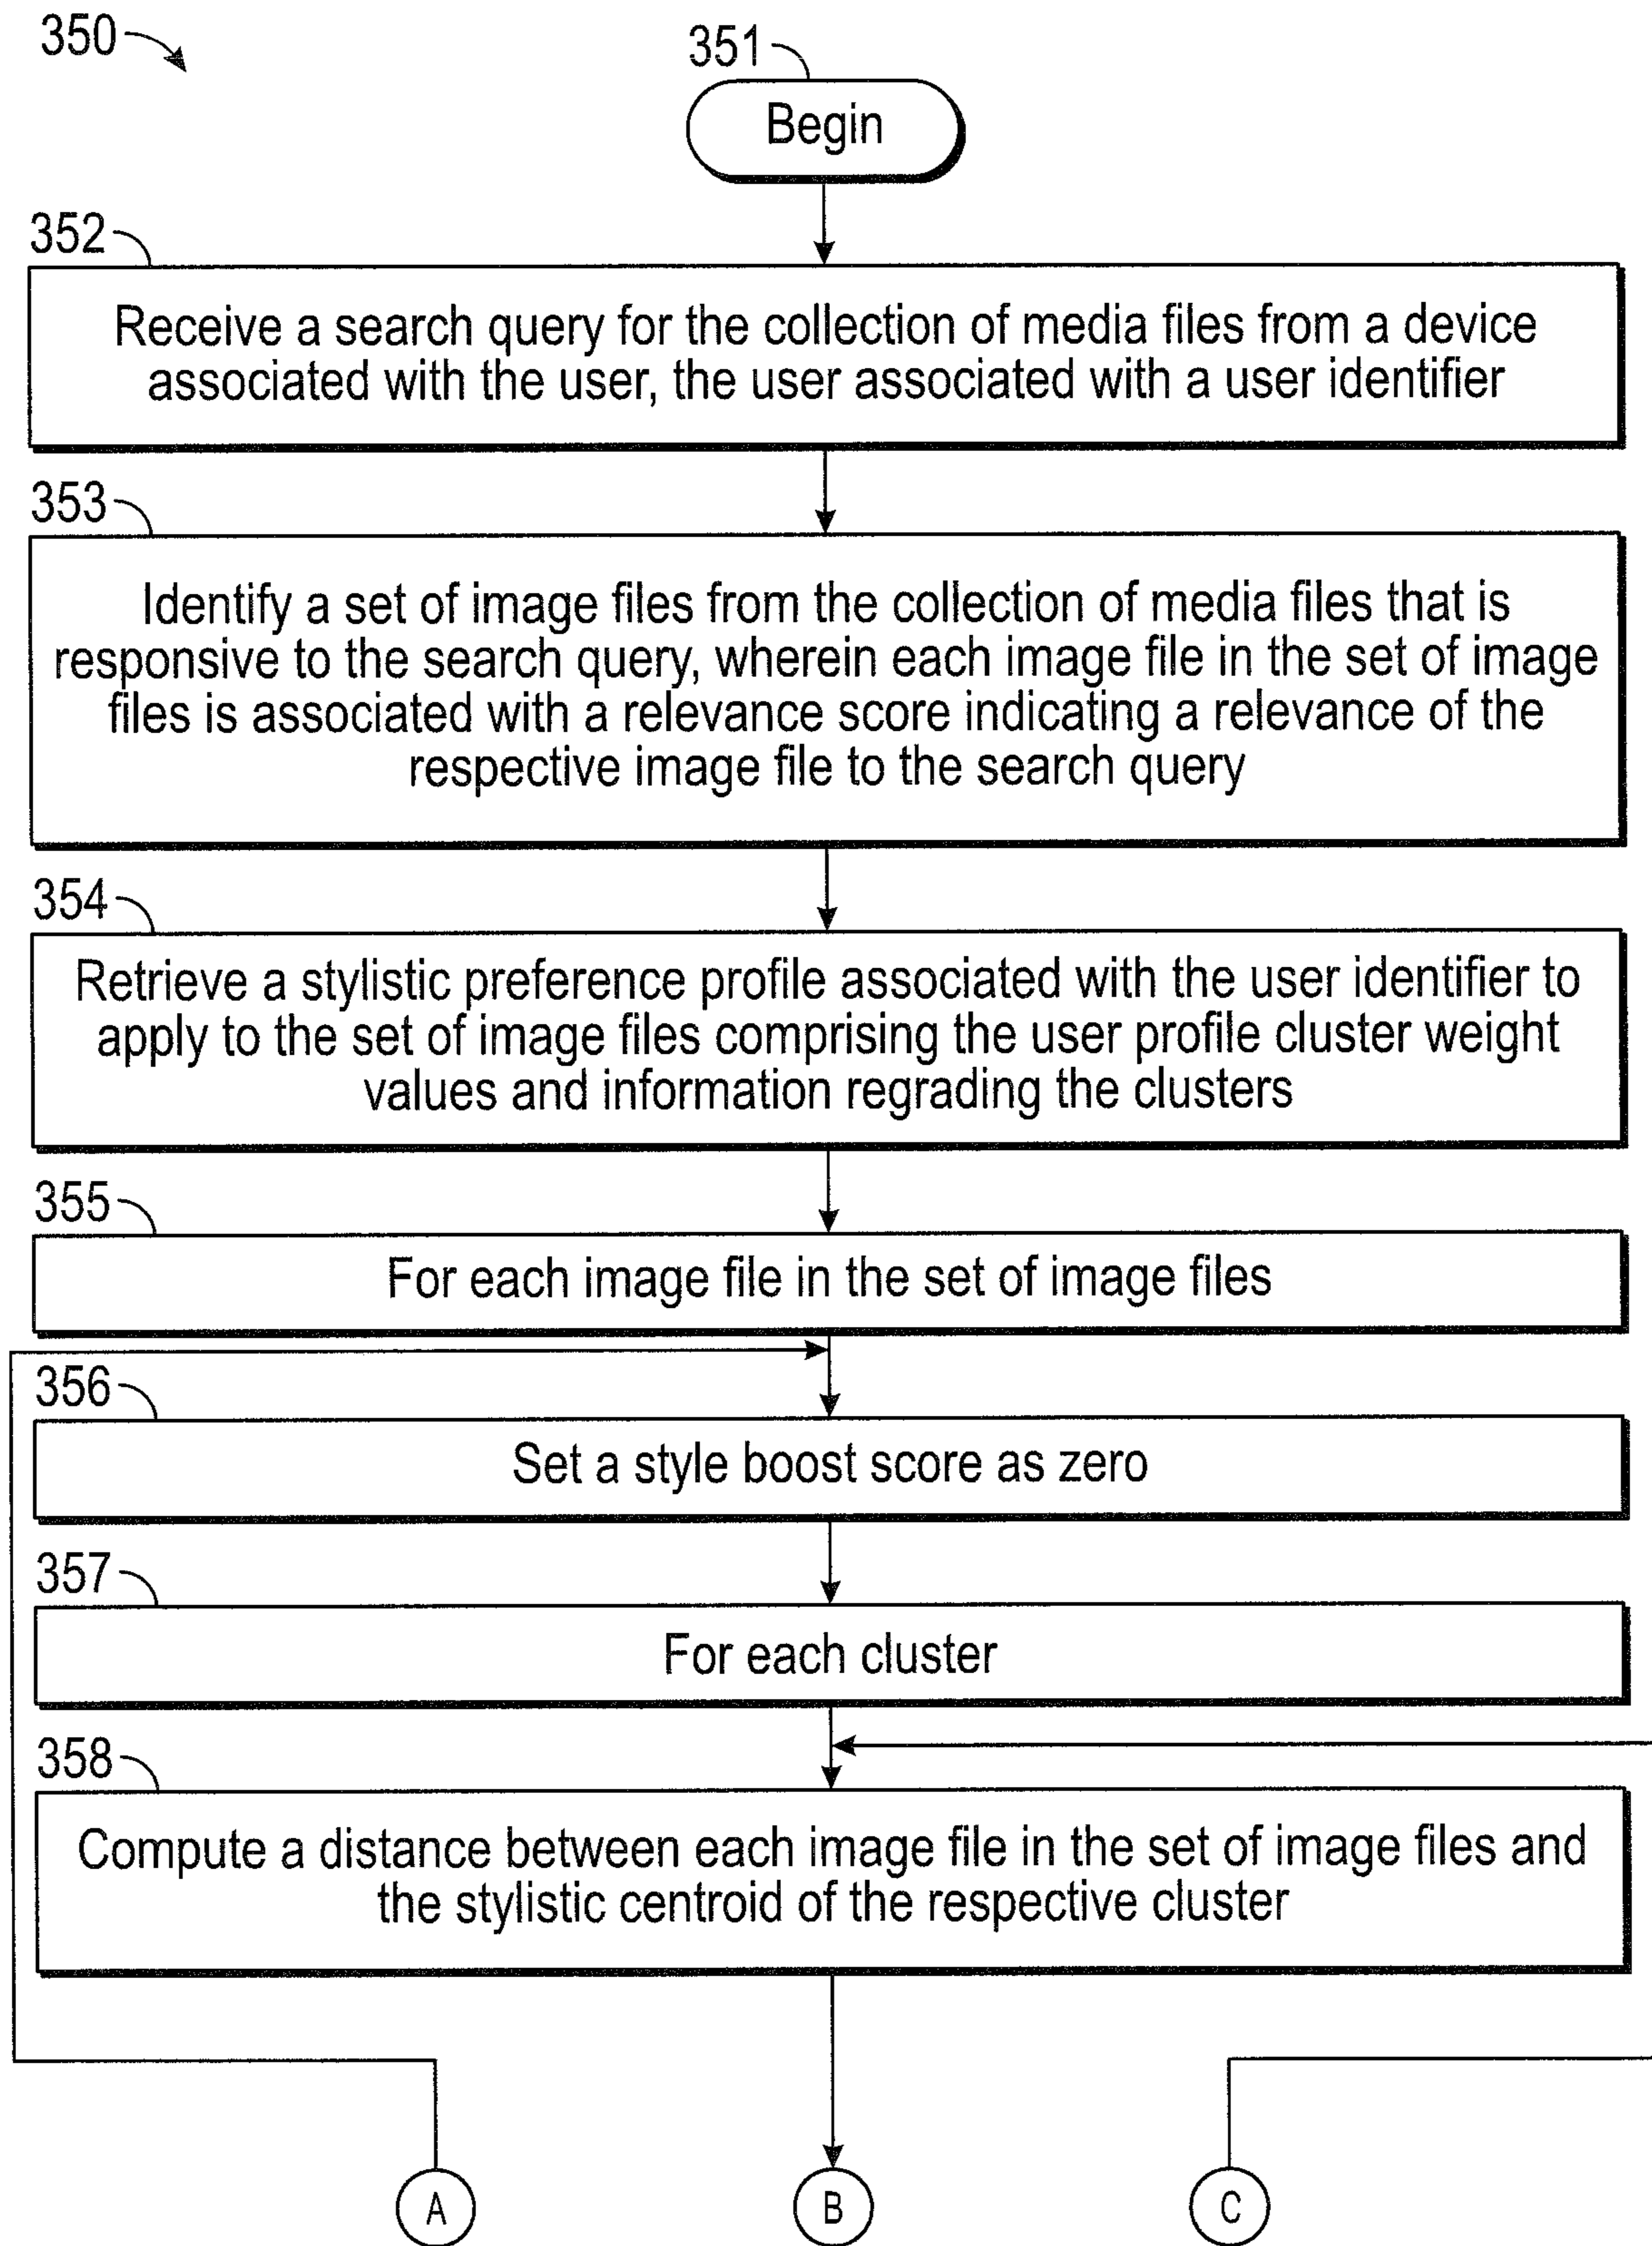 350
351
Begin
352
Receive a search query for the collection of media files from a device
associated with the user, the user associated with a user identifier
353
Identify a set of image files from the collection of media files that is
responsive to the search query, wherein each image file in the set of image
files is associated with a relevance score indicating a relevance of the
respective image file to the search query
354
Retrieve a stylistic preference profile associated with the user identifier to
apply to the set of image files comprising the user profile cluster weight
values and information regrading the clusters
355
For each image file in the set of image files
356
Set a style boost score as zero
357
For each cluster
358
Compute a distance between each image file in the set of image files and
the stylistic centroid of the respective cluster
A
B
C